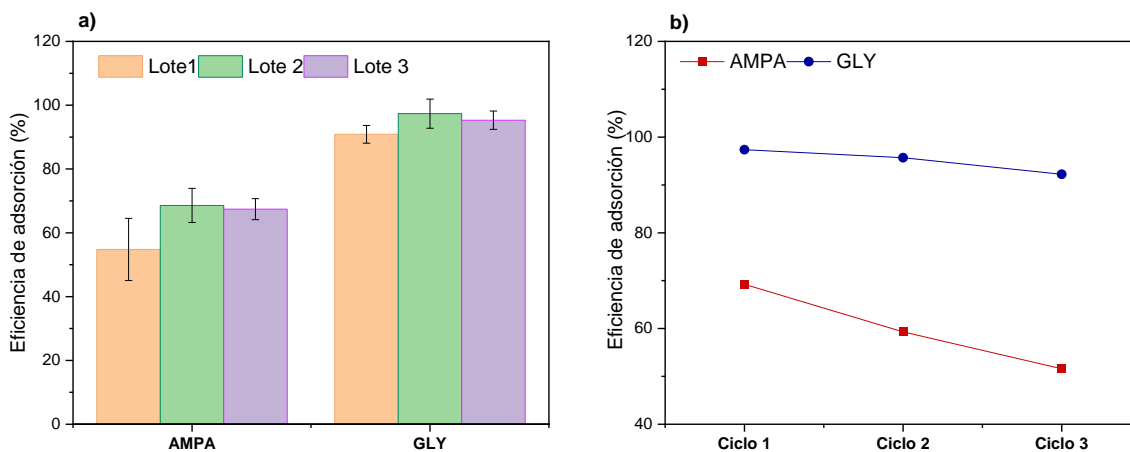 a)
Eficiencia de adsorción (%)
120
100
80
60
40
20
0
Lote1 Lote 2 Lote 3
AMPA GLY
b)
Eficiencia de adsorción (%)
120
100
80
60
40
AMPA GLY
Ciclo 1 Ciclo 2 Ciclo 3